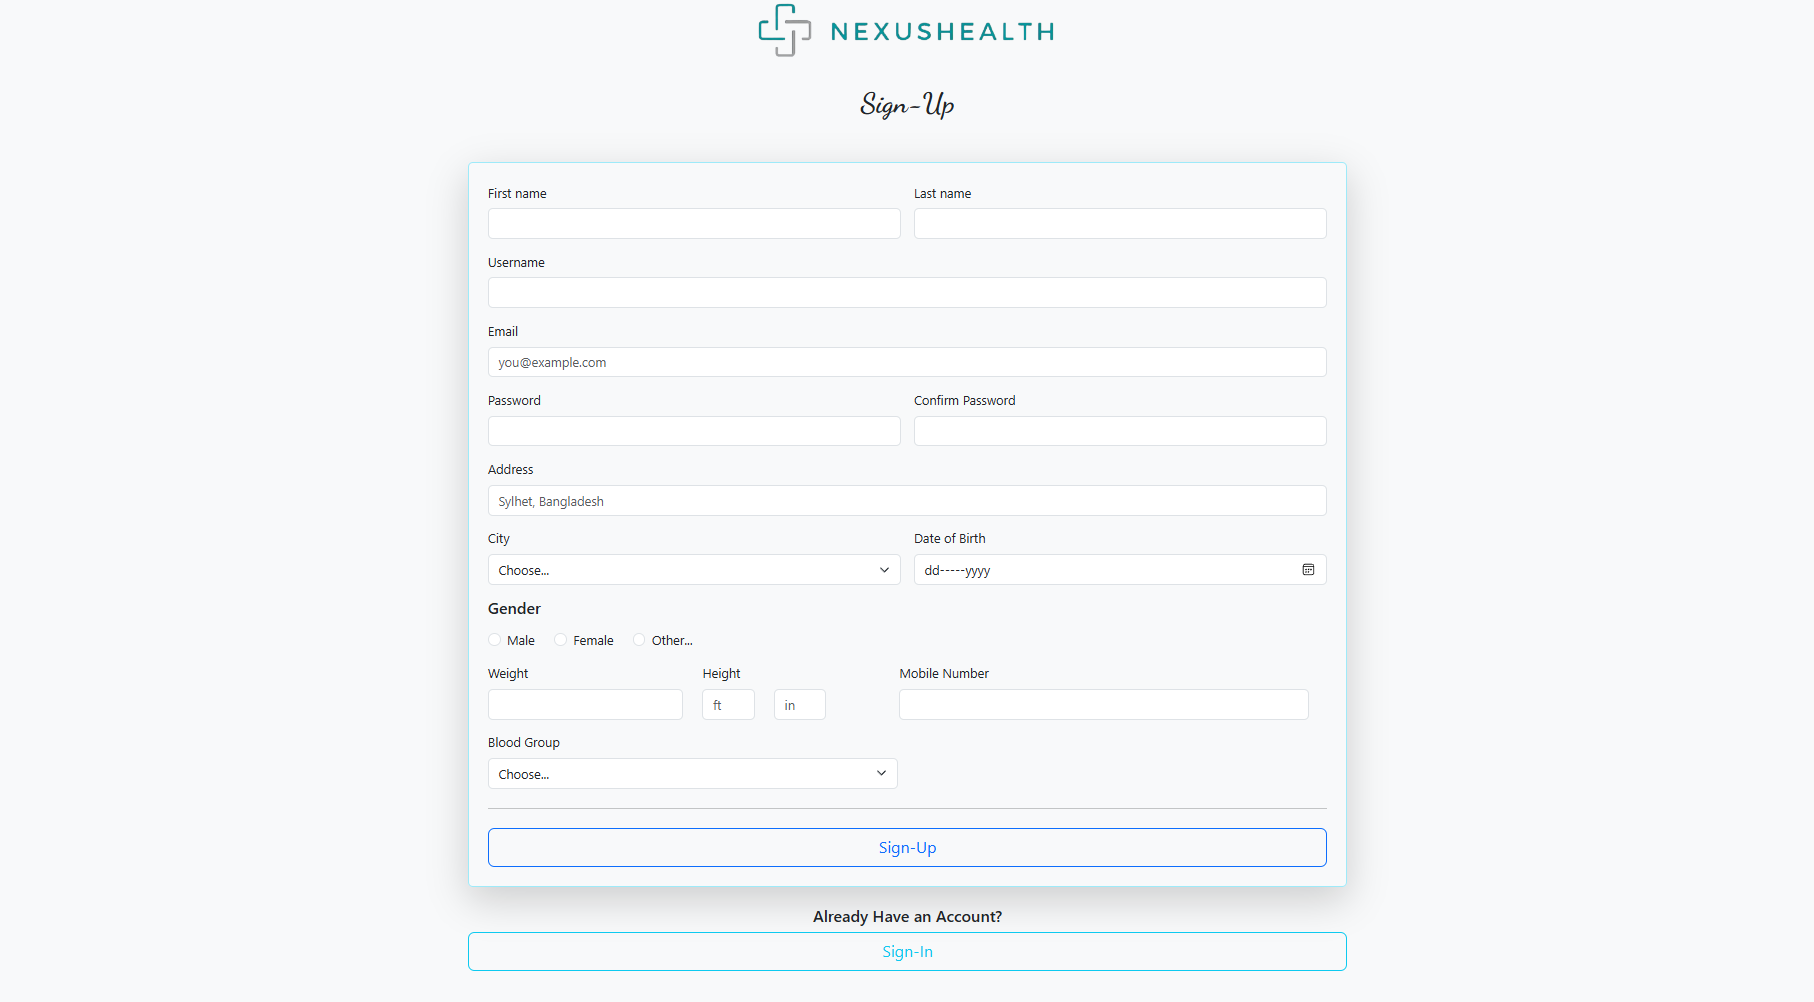 NEXUSHEALTH
Sign-Up
First name Last name
Username
Email
you@example.com
Password Confirm Password
Address
Sylhet, Bangladesh
City Date of Birth
Choose... dd-----yyyy
Gender
Male Female Other...
Weight Height Mobile Number
ft in
Blood Group
Choose...
Sign-Up
Already Have an Account?
Sign-In